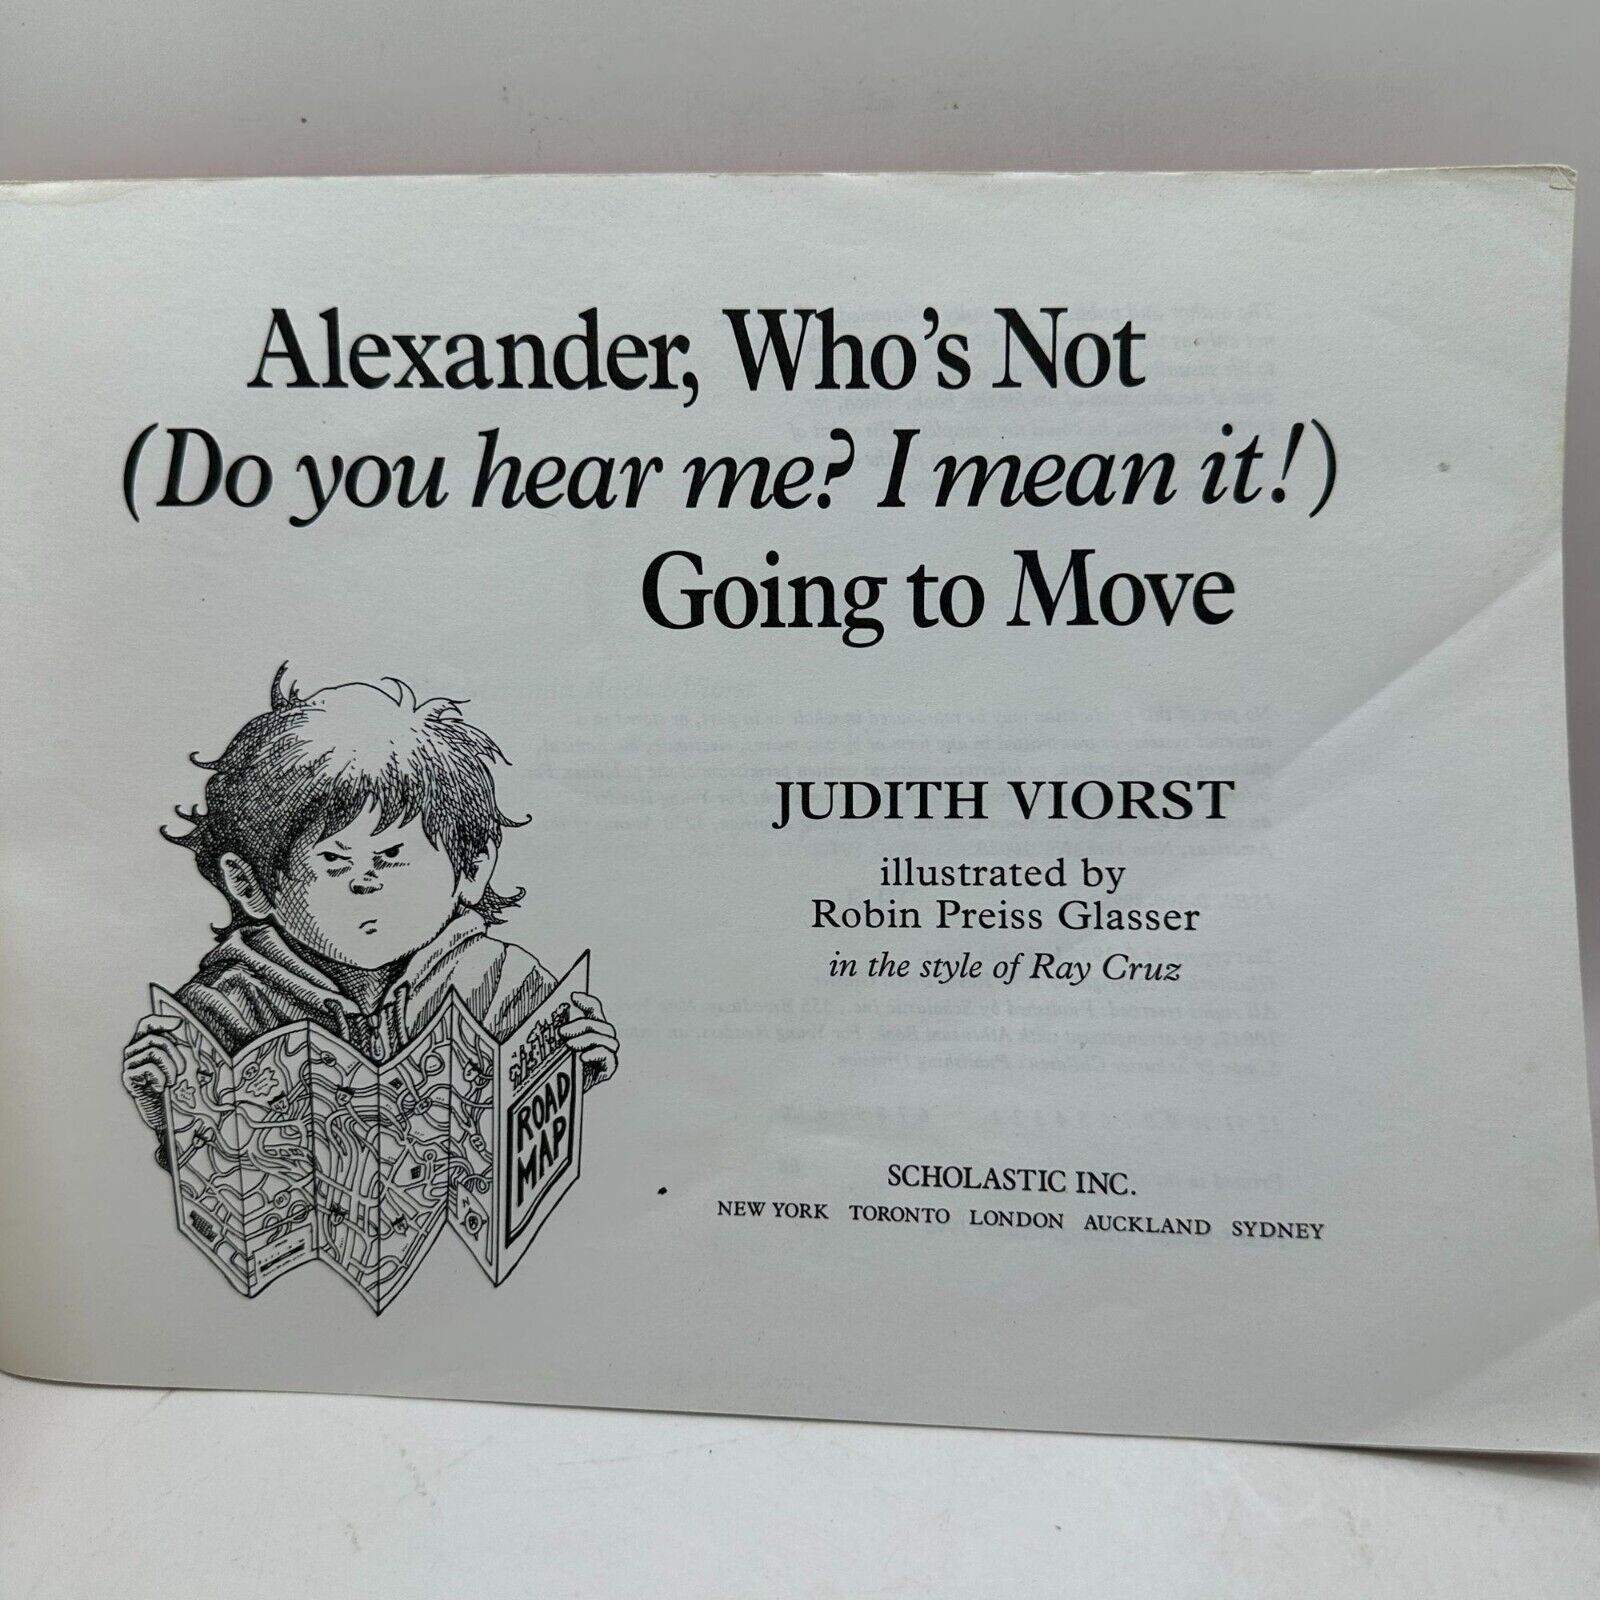 Alexander, Who's Not
(Do you hear me? I mean it!)
Going to Move
JUDITH VIORST
illustrated by
Robin Preiss Glasser
in the style of Ray Cruz
ROAD
MAP
SCHOLASTIC INC.
NEW YORK TORONTO LONDON AUCKLAND SYDNEY